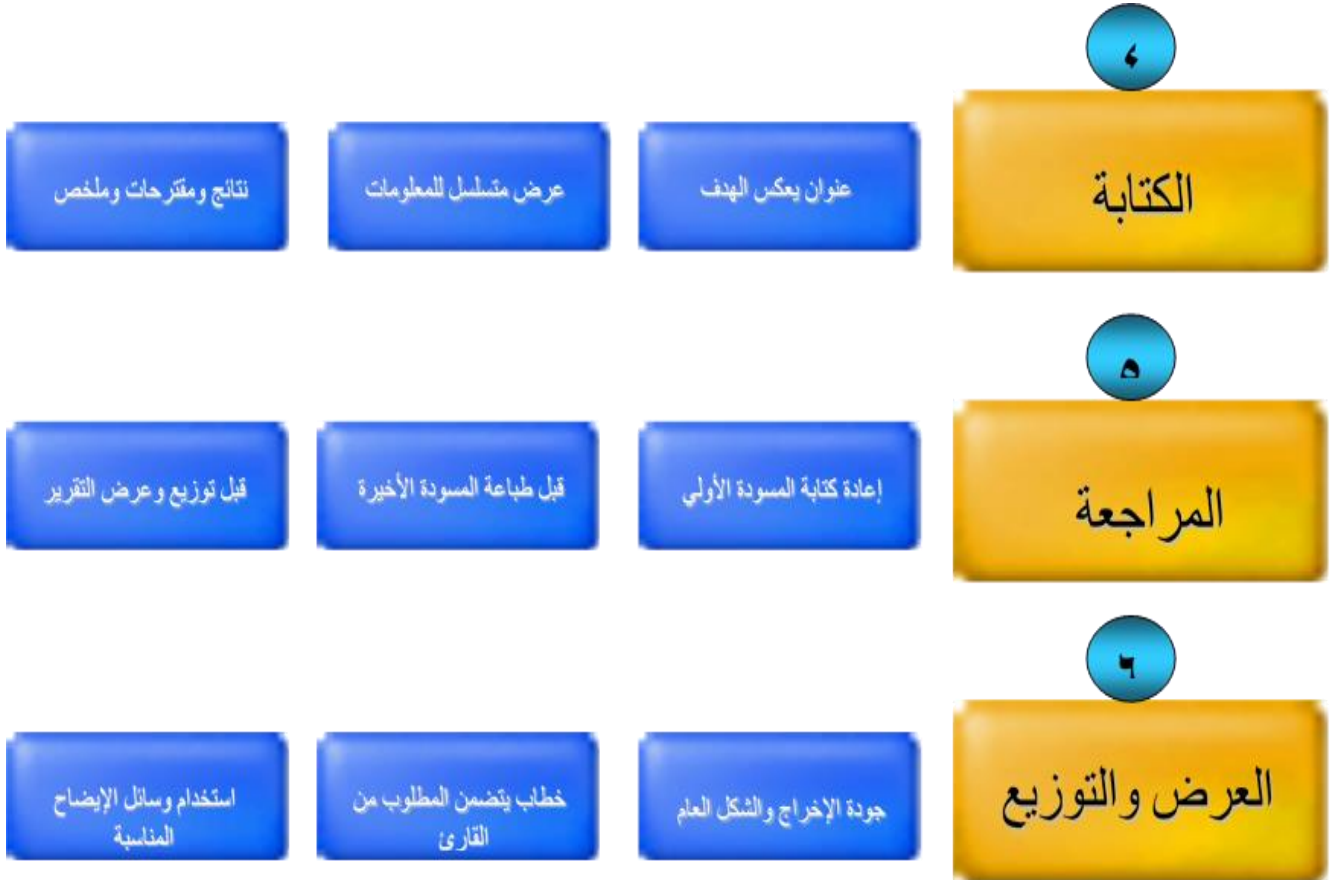 ٤
الكتابة
عنوان يعكس الهدف
عرض متسلسل للمعلومات
نتائج ومقترحات وملخص
٥
المراجعة
إعادة كتابة المسودة الأولي
قبل طباعة المسودة الأخيرة
قبل توزيع وعرض التقرير
٦
العرض والتوزيع
جودة الإخراج والشكل العام
خطاب يتضمن المطلوب من
القارئ
استخدام وسائل الإيضاح
المناسبة